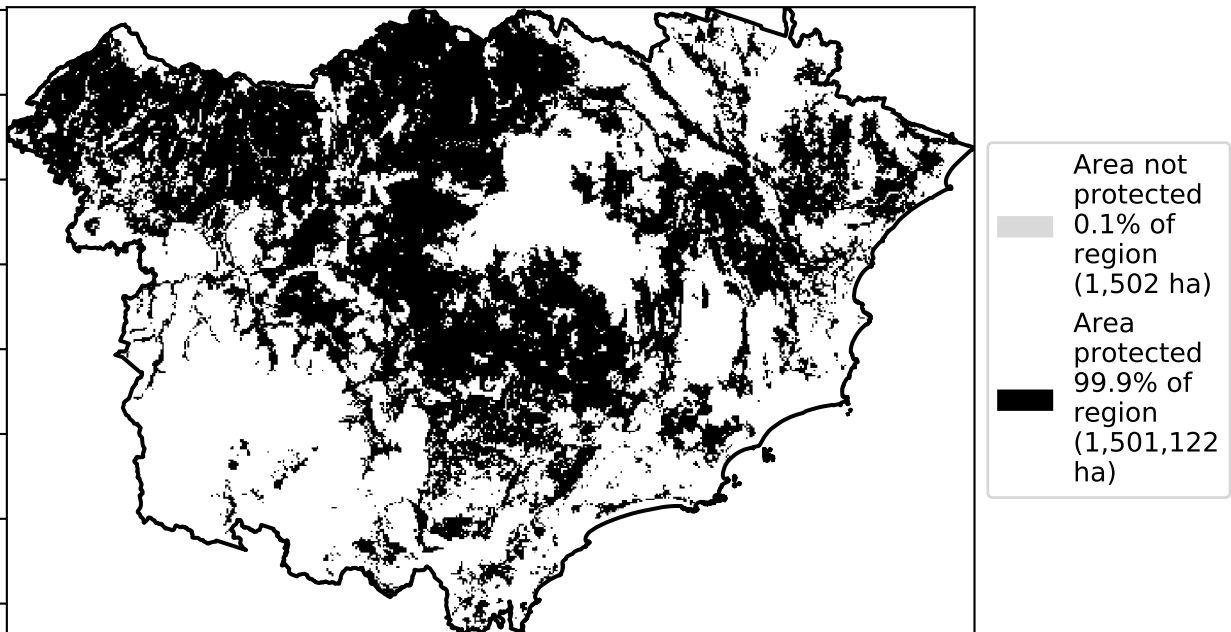 Area not
protected
0.1% of
region
(1,502 ha)
Area
protected
99.9% of
region
(1,501,122
ha)